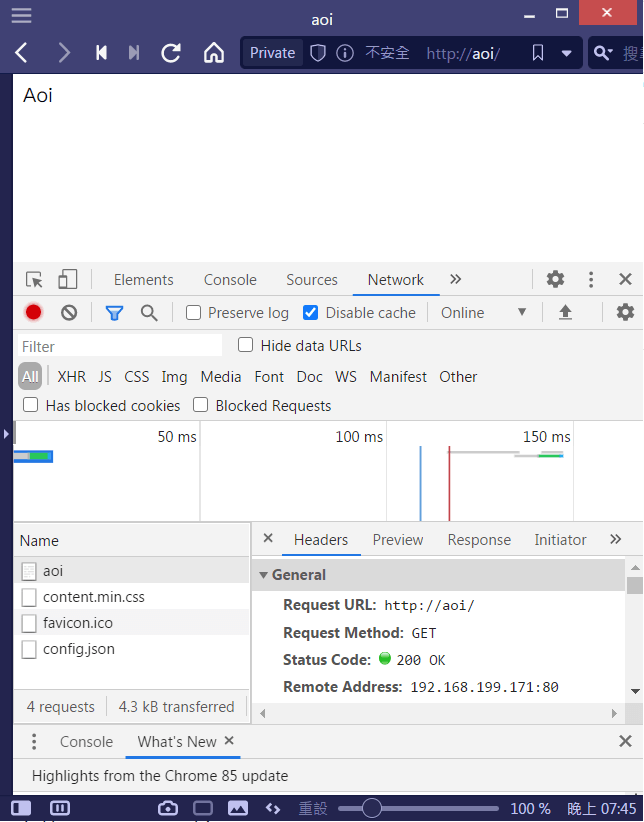 aoi
Private 不安全 http://aoi/ 搜尋
Aoi
Elements Console Sources Network
Preserve log Disable cache Online
Filter Hide data URLs
All XHR JS CSS Img Media Font Doc WS Manifest Other
Has blocked cookies Blocked Requests
50 ms 100 ms 150 ms
Name
aoi
content.min.css
favicon.ico
config.json
4 requests 4.3 kB transferred
Headers Preview Response Initiator
General
Request URL: http://aoi/
Request Method: GET
Status Code: 200 OK
Remote Address: 192.168.199.171:80
Console What's New
Highlights from the Chrome 85 update
重設 100 % 晚上 07:45